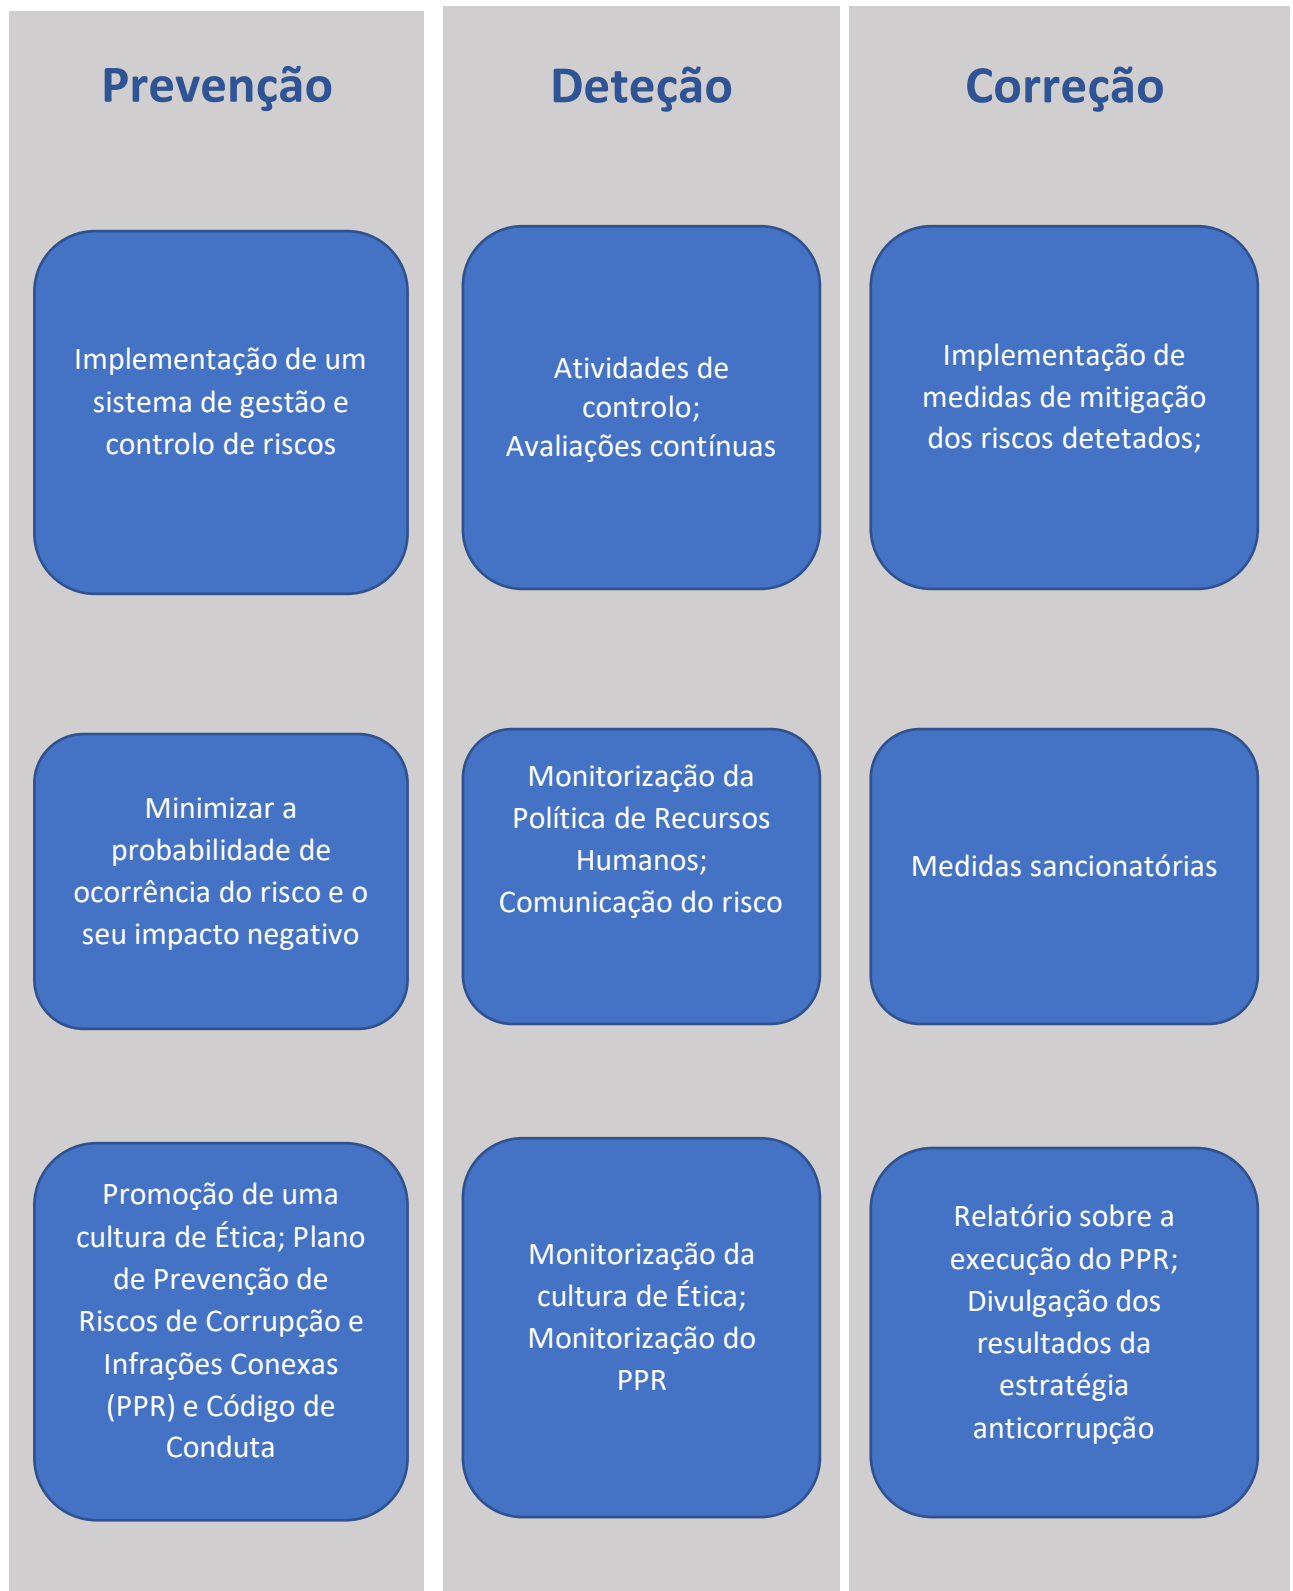 Prevenção
Implementação de um
sistema de gestão e
controlo de riscos
Minimizar a
probabilidade de
ocorrência do risco e o
seu impacto negativo
Promoção de uma
cultura de Ética; Plano
de Prevenção de
Riscos de Corrupção e
Infrações Conexas
(PPR) e Código de
Conduta
Deteção
Atividades de
controlo;
Avaliações contínuas
Monitorização da
Política de Recursos
Humanos;
Comunicação do risco
Monitorização da
cultura de Ética;
Monitorização do
PPR
Correção
Implementação de
medidas de mitigação
dos riscos detetados;
Medidas sancionatórias
Relatório sobre a
execução do PPR;
Divulgação dos
resultados da
estratégia
anticorrupção